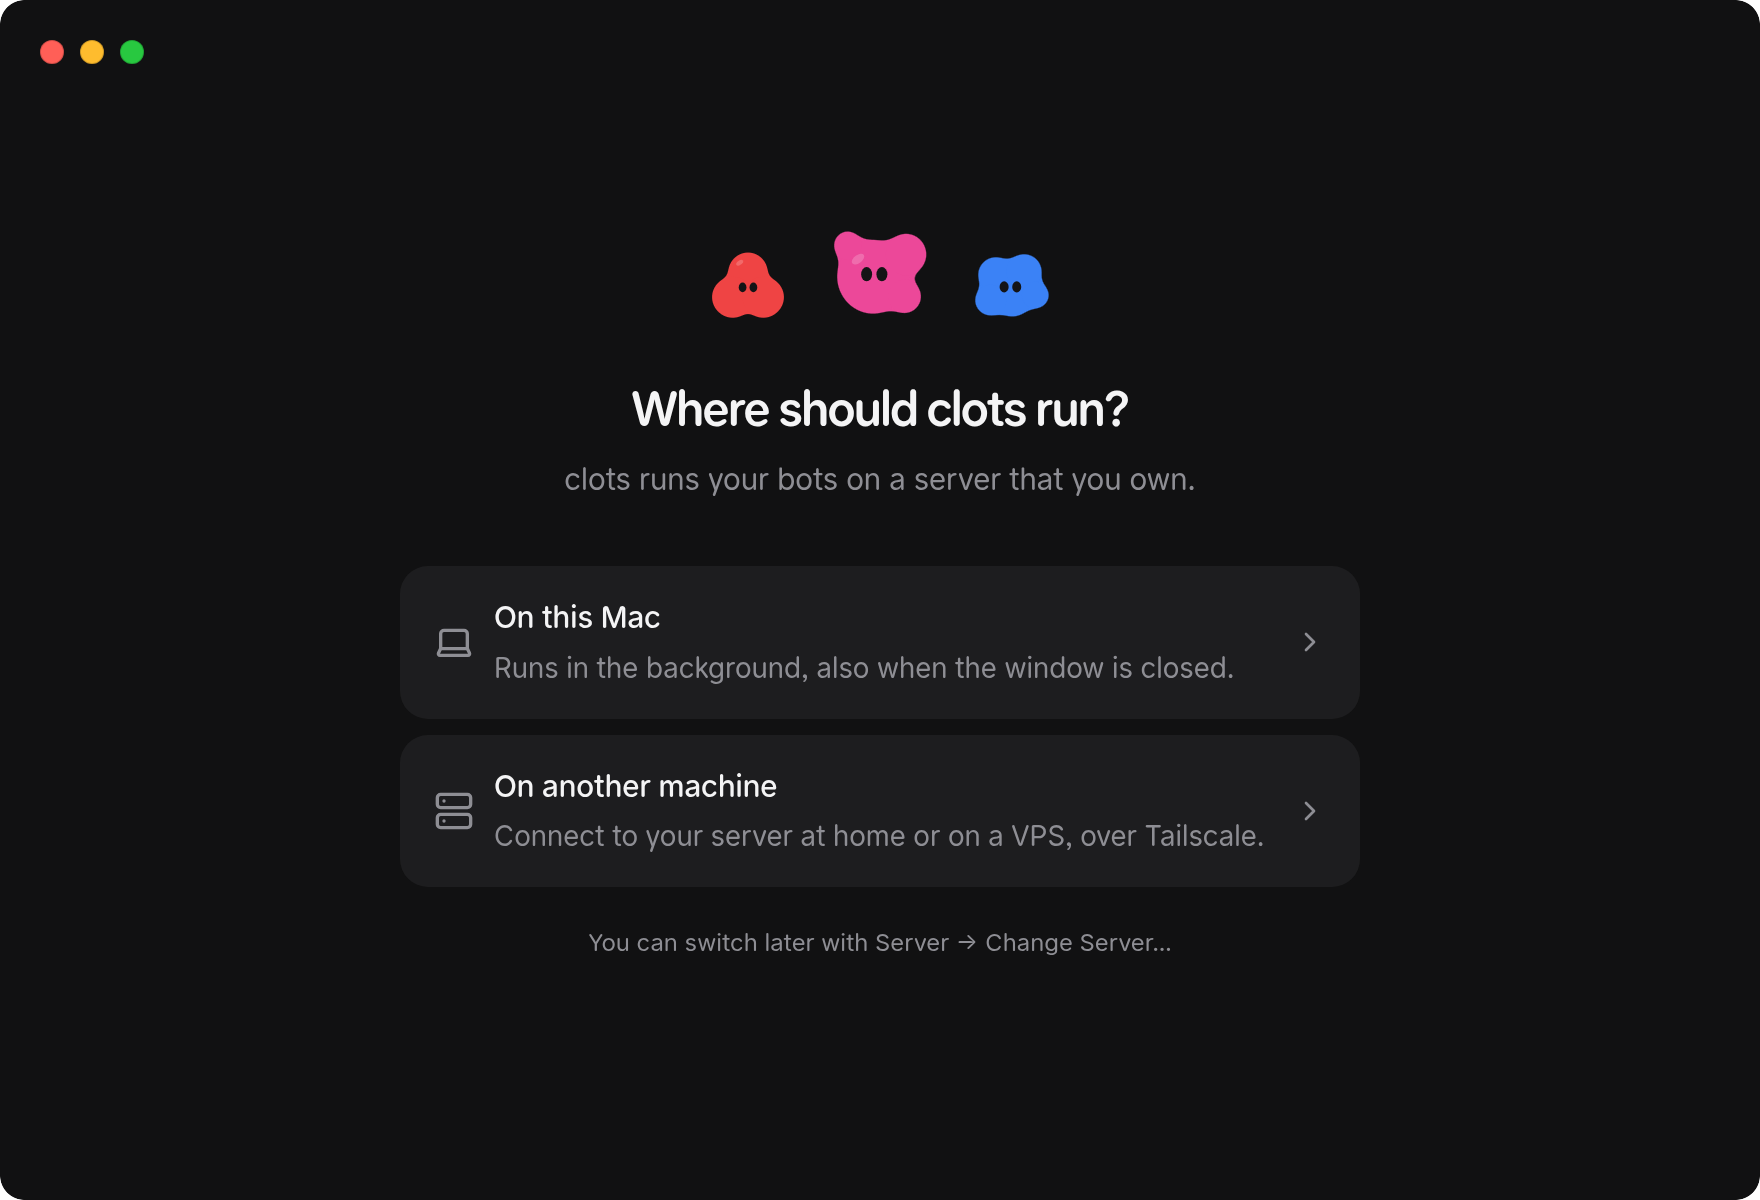 Where should clots run?
clots runs your bots on a server that you own.
On this Mac
Runs in the background, also when the window is closed.
On another machine
Connect to your server at home or on a VPS, over Tailscale.
You can switch later with Server → Change Server...